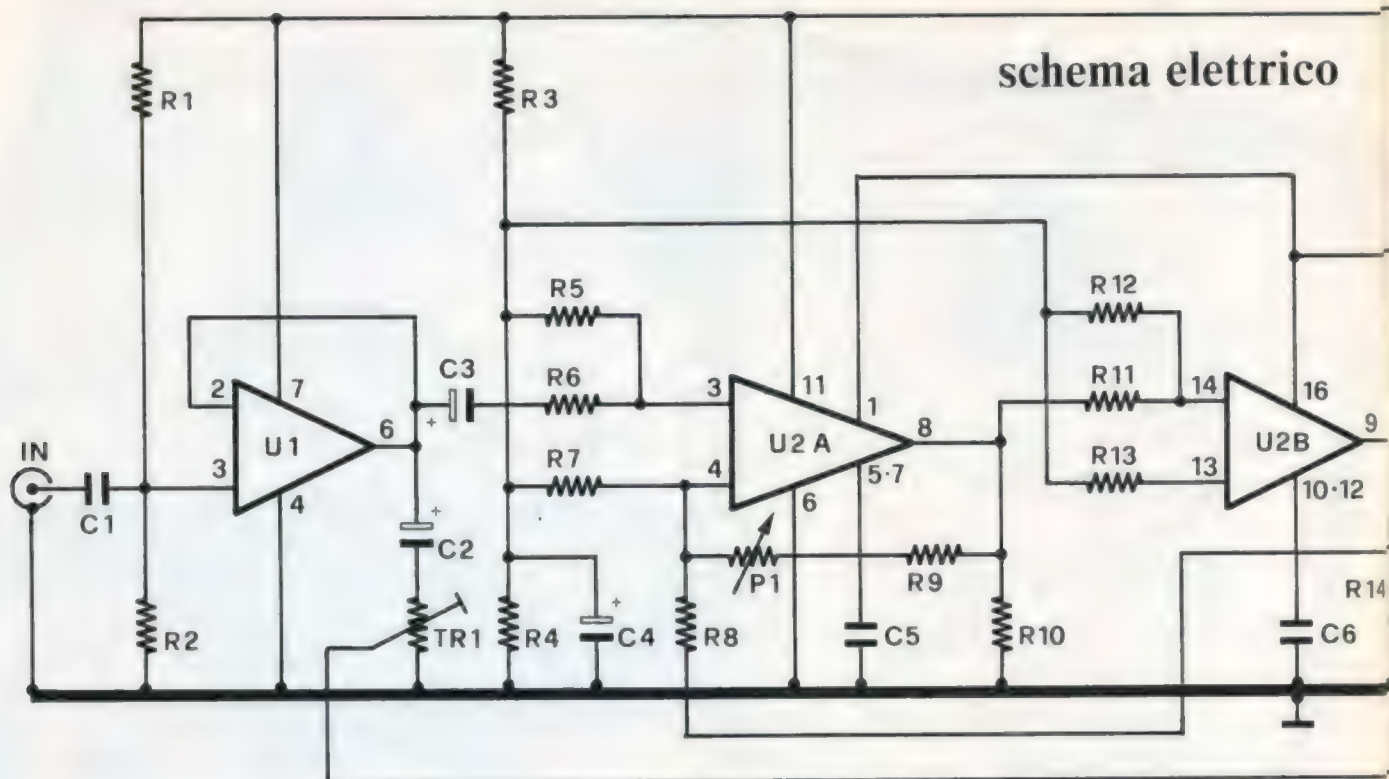 schema elettrico
R1
R3
R5
R12
C3
R6
R11
2
7
3
11
1
14
16
6
+
U1
U2A
8
U2B
9
IN
R7
R13
3
4
13
C1
4
6
5·7
10·12
+
C2
P1
R9
+
R14
R2
TR1
R4
C4
R8
C5
R10
C6